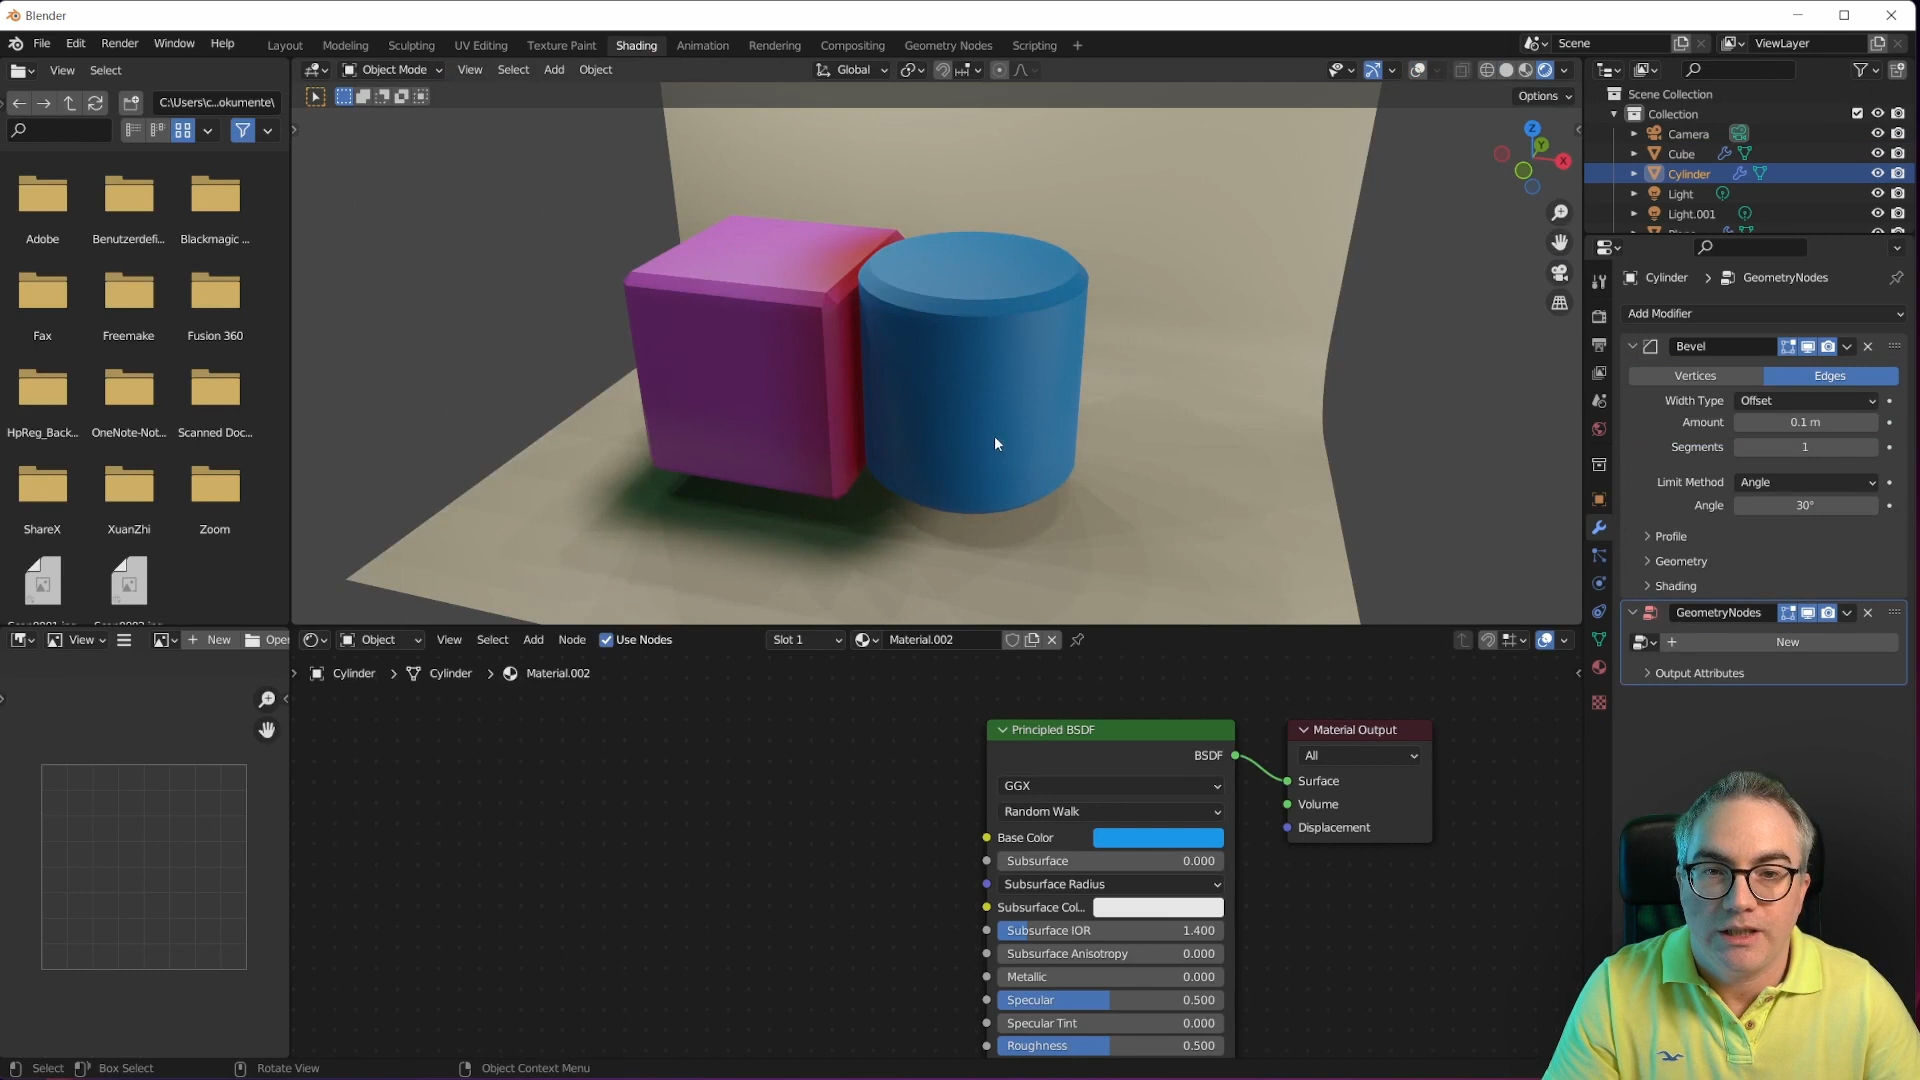 Blender
File Edit Render Window Help Layout Modeling Sculpting UV Editing Texture Paint Shading Animation Rendering Compositing Geometry Nodes Scripting + Scene ViewLayer
View Select Object Mode View Select Add Object Global
C:\Users\c...okumente\ Options
Scene Collection
Collection
Camera
Cube
Cylinder
Light
Light.001
Z
Y
X
Adobe Benutzerdefi... Blackmagic ...
Fax Freemake Fusion 360
HpReg_Back... OneNote-Not... Scanned Doc...
ShareX XuanZhi Zoom
Cylinder > GeometryNodes
Add Modifier
Bevel
Vertices Edges
Width Type Offset
Amount 0.1 m
Segments 1
Limit Method Angle
Angle 30°
Profile
Geometry
Shading
GeometryNodes
+ New
Output Attributes
View + New Open
Object View Select Add Node Use Nodes Slot 1 Material.002
Cylinder > Cylinder > Material.002
Principled BSDF
BSDF
GGX
Random Walk
Base Color
Subsurface 0.000
Subsurface Radius
Subsurface Col...
Subsurface IOR 1.400
Subsurface Anisotropy 0.000
Metallic 0.000
Specular 0.500
Specular Tint 0.000
Roughness 0.500
Material Output
All
Surface
Volume
Displacement
Select Box Select Rotate View Object Context Menu